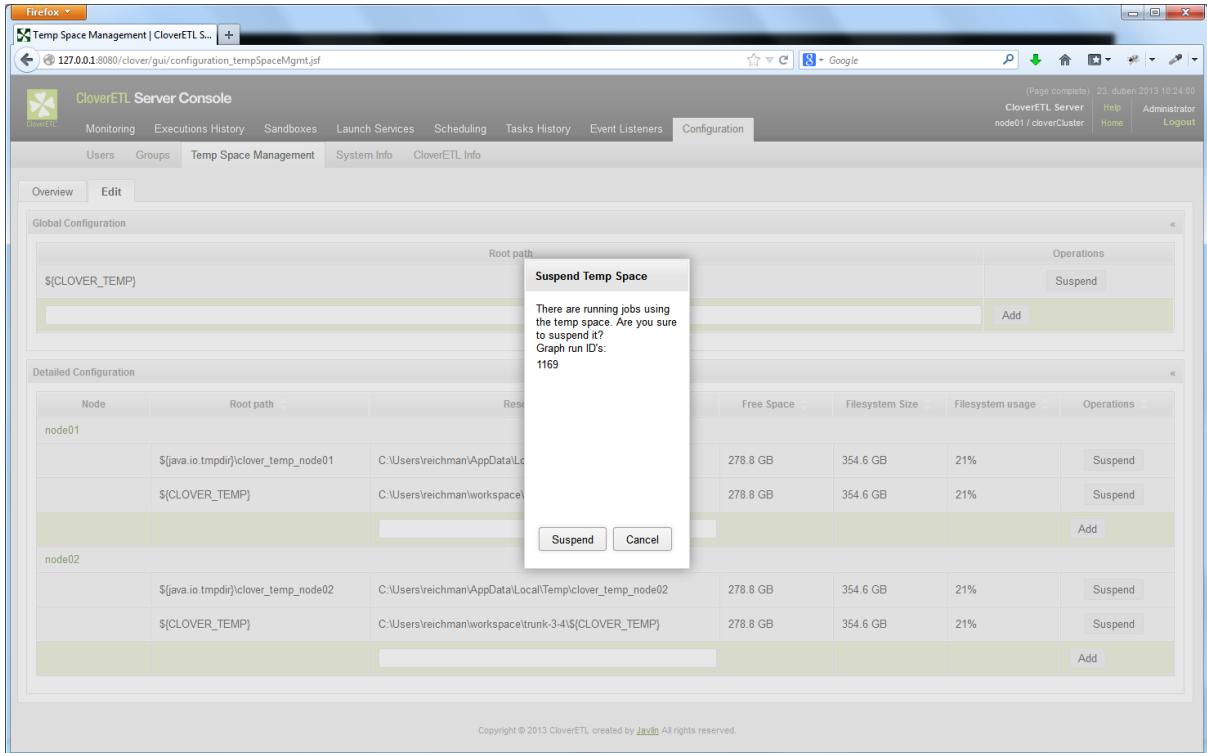 Firefox
Temp Space Management | CloverETL S...
127.0.0.1:8080/clover/gui/configuration_tempSpaceMgmt.jsf
Google
CloverETL
CloverETL Server Console
(Page complete) 23. duben 2013 10:24:00
CloverETL Server Help Administrator
node01 / cloverCluster Home Logout
Monitoring Executions History Sandboxes Launch Services Scheduling Tasks History Event Listeners Configuration
Users Groups Temp Space Management System Info CloverETL Info
Overview Edit
Global Configuration
Root path Operations
${CLOVER_TEMP} Suspend
Add
Suspend Temp Space
There are running jobs using
the temp space. Are you sure
to suspend it?
Graph run ID's:
1169
Suspend Cancel
Detailed Configuration
Node Root path Reso Free Space Filesystem Size Filesystem usage Operations
node01
${java.io.tmpdir}\clover_temp_node01 C:\Users\reichman\AppData\Lo 278.8 GB 354.6 GB 21% Suspend
${CLOVER_TEMP} C:\Users\reichman\workspace\ 278.8 GB 354.6 GB 21% Suspend
Add
node02
${java.io.tmpdir}\clover_temp_node02 C:\Users\reichman\AppData\Local\Temp\clover_temp_node02 278.8 GB 354.6 GB 21% Suspend
${CLOVER_TEMP} C:\Users\reichman\workspace\trunk-3-4\${CLOVER_TEMP} 278.8 GB 354.6 GB 21% Suspend
Add
Copyright © 2013 CloverETL created by Javlin All rights reserved.